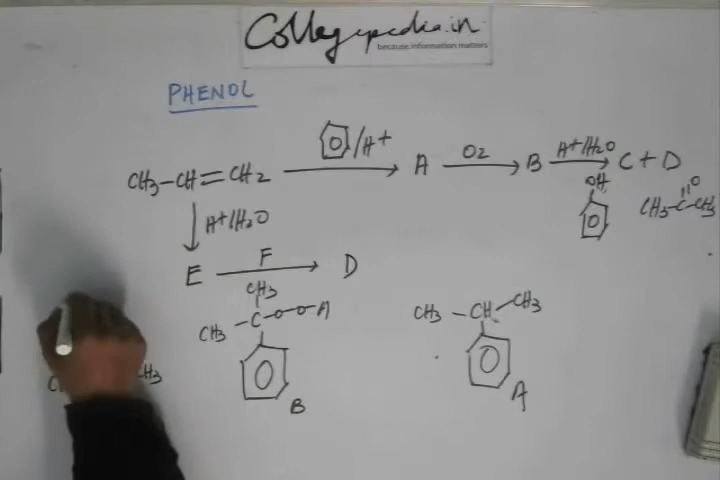 Collegepedia.in
because information matters
PHENOL
/H+
CH3-CH=CH2 → A O2 → B H+/H2O → C + D
OH
O
CH3-C-CH3
H+/H2O
E F → D
CH3
CH3-C-O-O-H
CH3-CH-CH3
B
A
H3